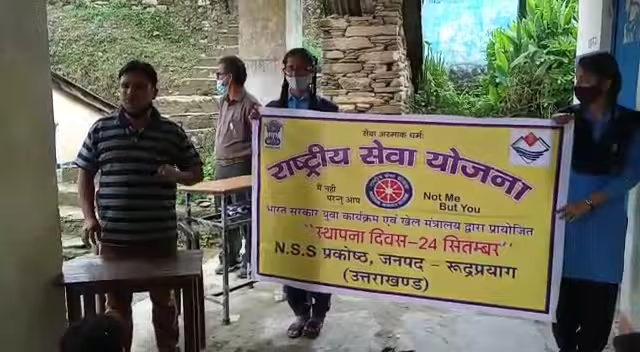 सेवा अस्माक धर्मः
राष्ट्रीय सेवा योजना
मैं नही
परन्तु आप
Not Me
But You
भारत सरकार युवा कार्यक्रम एवं खेल मंत्रालय द्वारा प्रायोजित
"स्थापना दिवस-24 सितम्बर"
N.S.S प्रकोष्ठ, जनपद - रूद्रप्रयाग
(उत्तराखण्ड)